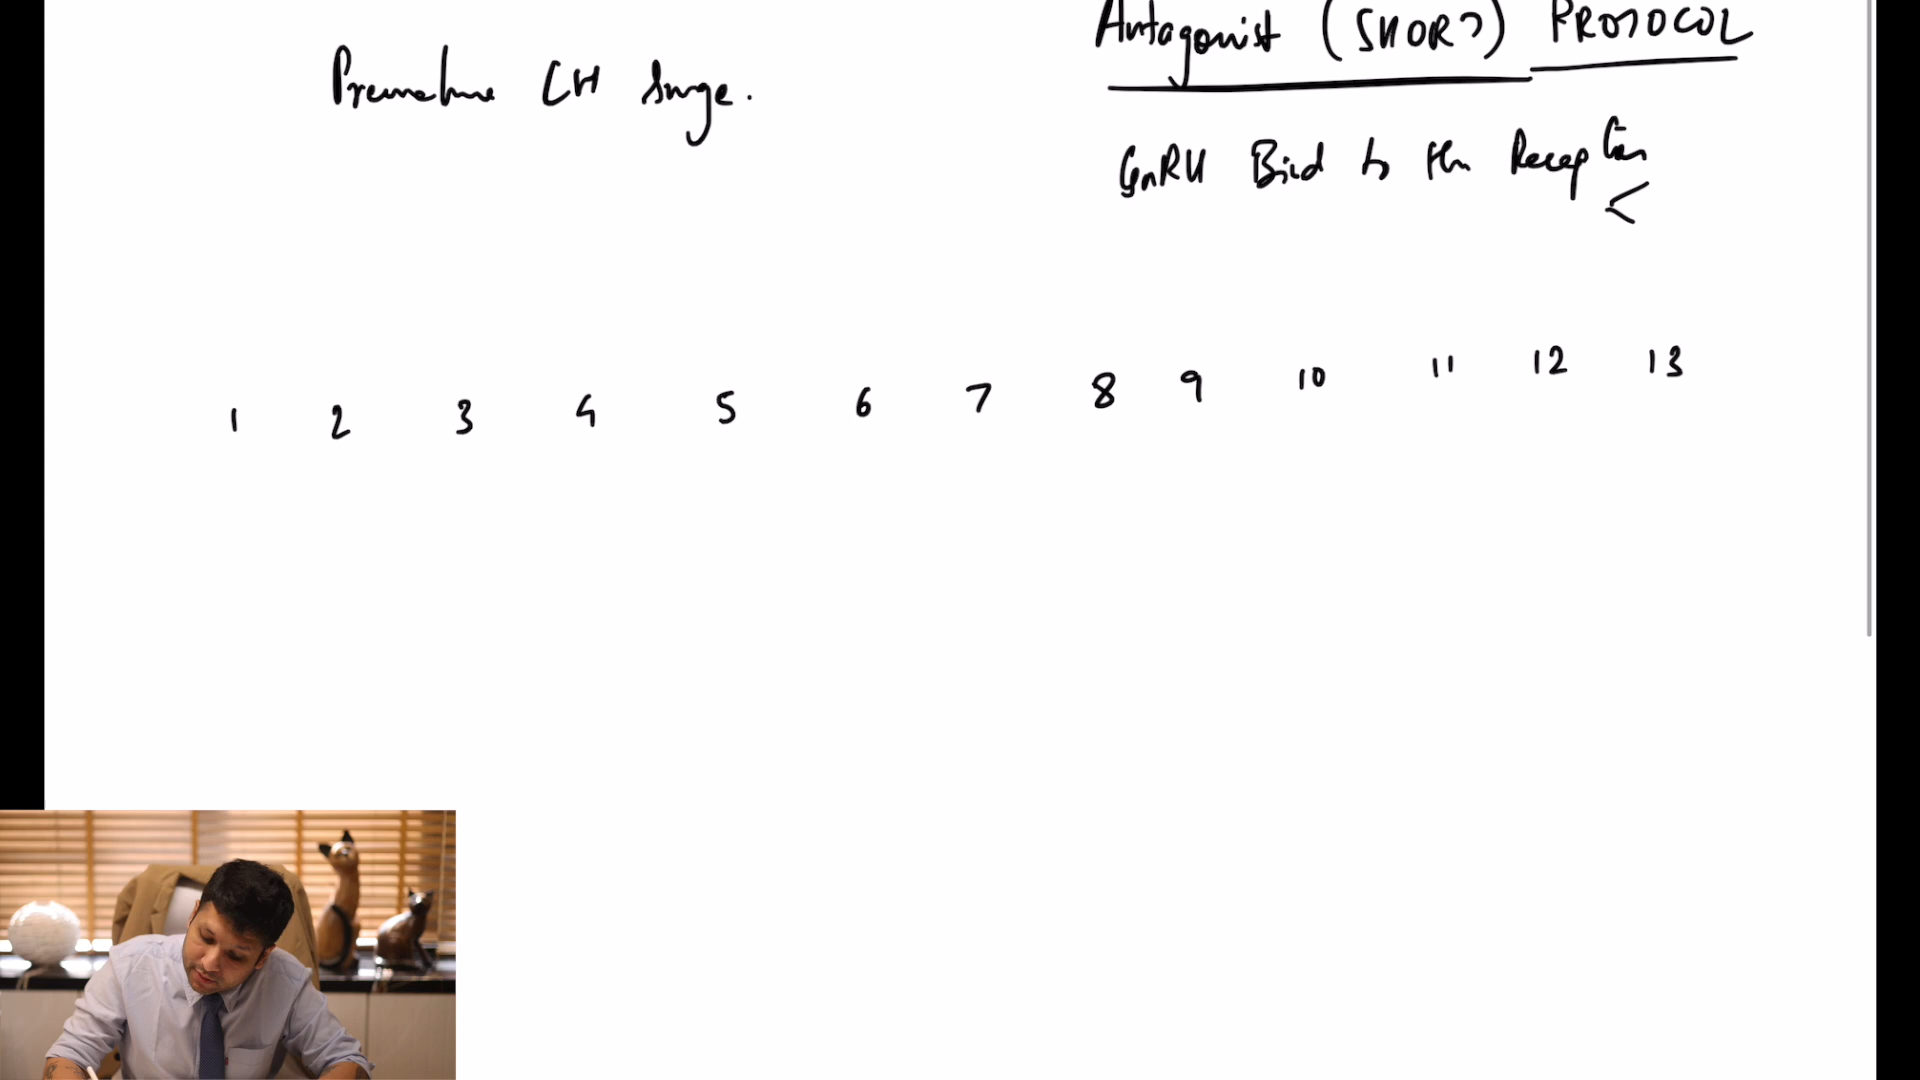 Antagonist (SHORT) PROTOCOL
Premature LH Surge.
GnRH Bind to the Receptors
1 2 3 4 5 6 7 8 9 10 11 12 13